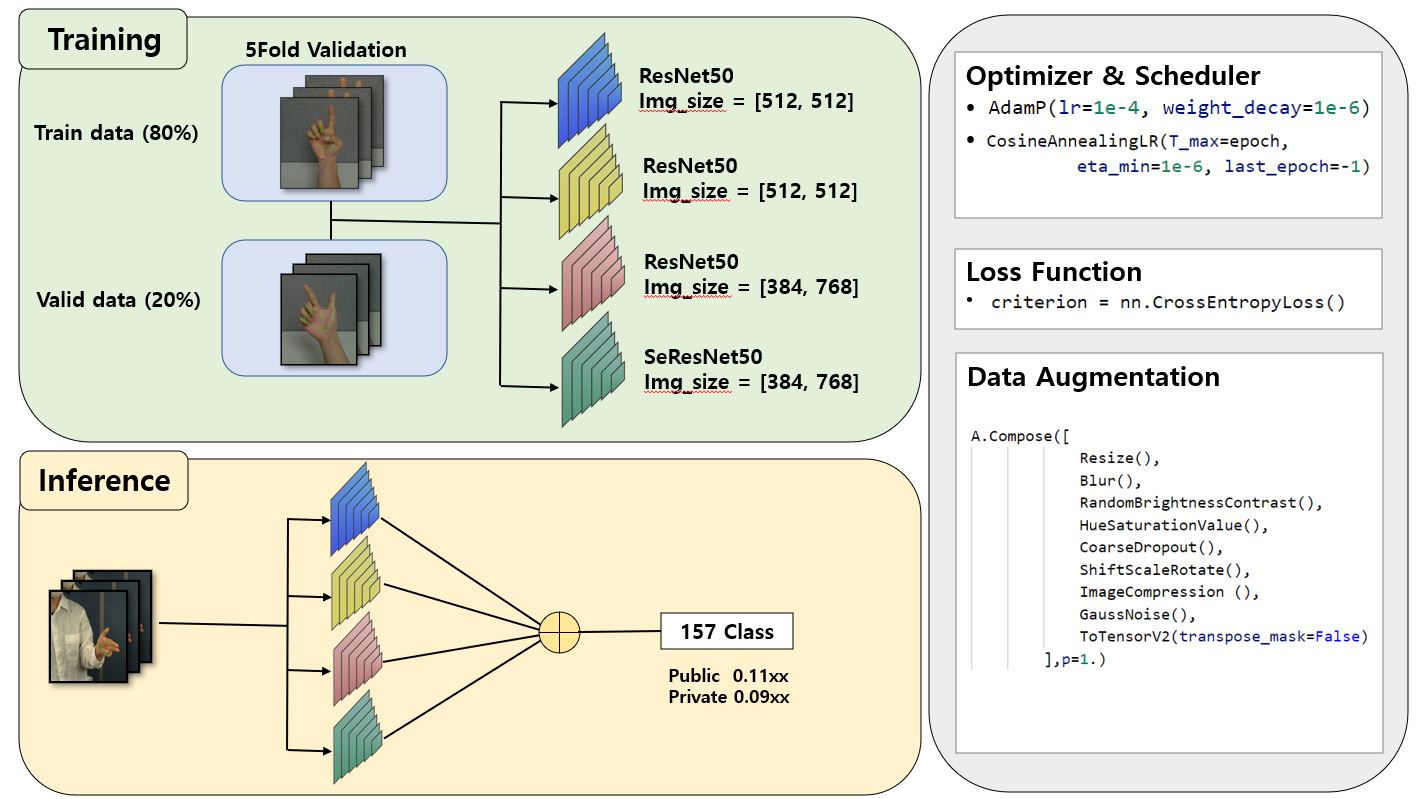 Training
5Fold Validation
Train data (80%)
Valid data (20%)
ResNet50
Img_size = [512, 512]
ResNet50
Img_size = [512, 512]
ResNet50
Img_size = [384, 768]
SeResNet50
Img_size = [384, 768]
Inference
157 Class
Public 0.11xx
Private 0.09xx
Optimizer & Scheduler
• AdamP(lr=1e-4, weight_decay=1e-6)
• CosineAnnealingLR(T_max=epoch,
eta_min=1e-6, last_epoch=-1)
Loss Function
• criterion = nn.CrossEntropyLoss()
Data Augmentation
A.Compose([
Resize(),
Blur(),
RandomBrightnessContrast(),
HueSaturationValue(),
CoarseDropout(),
ShiftScaleRotate(),
ImageCompression (),
GaussNoise(),
ToTensorV2(transpose_mask=False)
],p=1.)